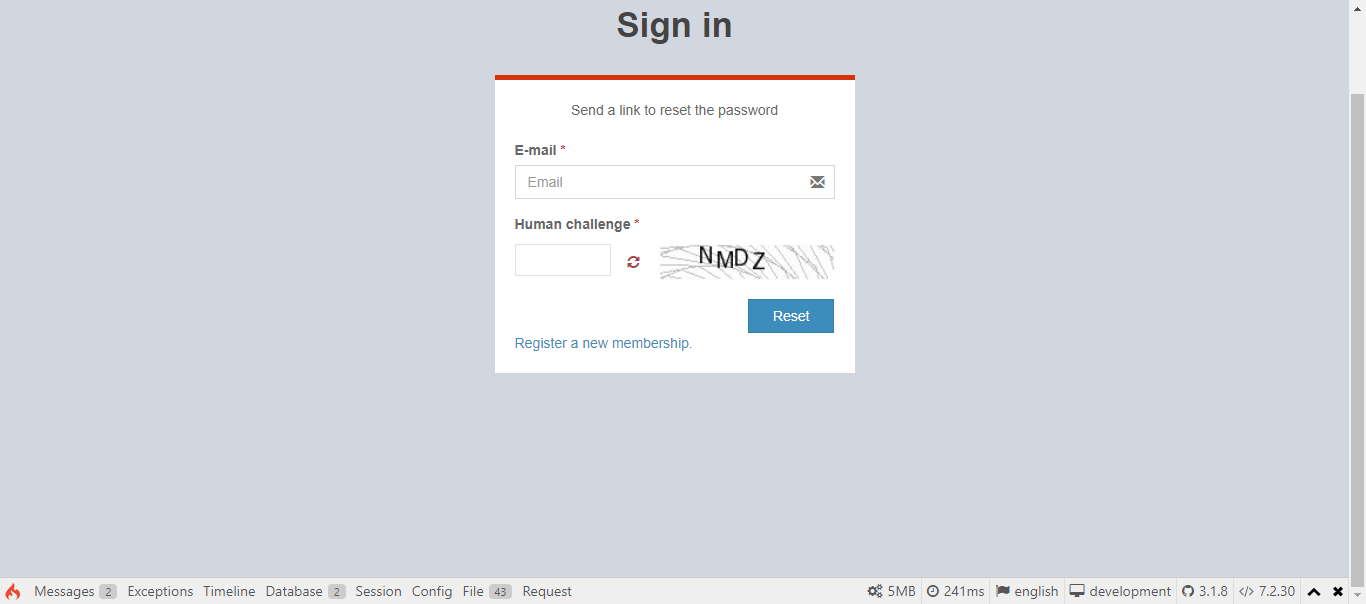 Sign in
Send a link to reset the password
E-mail *
Email
Human challenge *
NMDZ
Reset
Register a new membership.
Messages 2 Exceptions Timeline Database 2 Session Config File 43 Request 5MB 241ms english development 3.1.8 7.2.30